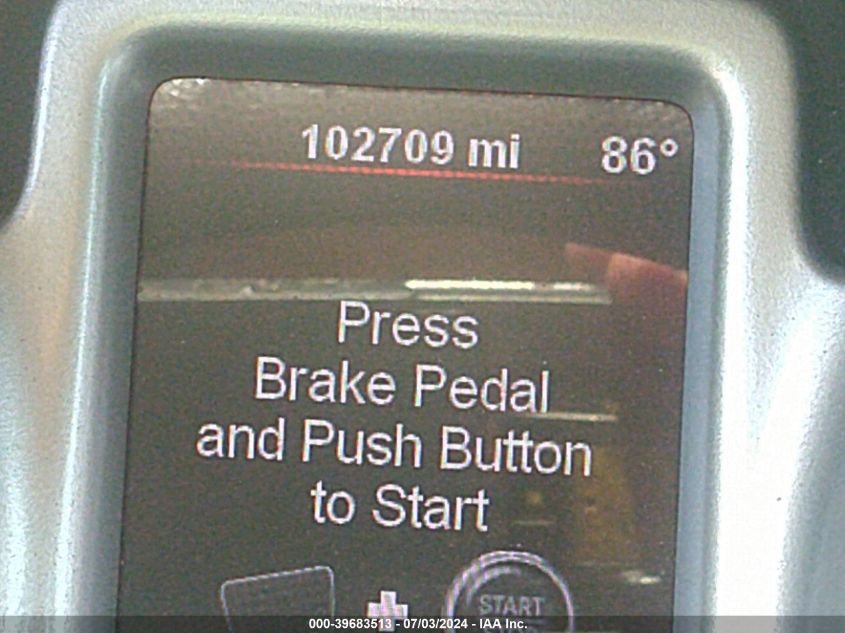 102709 mi 86°
Press
Brake Pedal
and Push Button
to Start
START
000-39683513 - 07/03/2024 - IAA Inc.